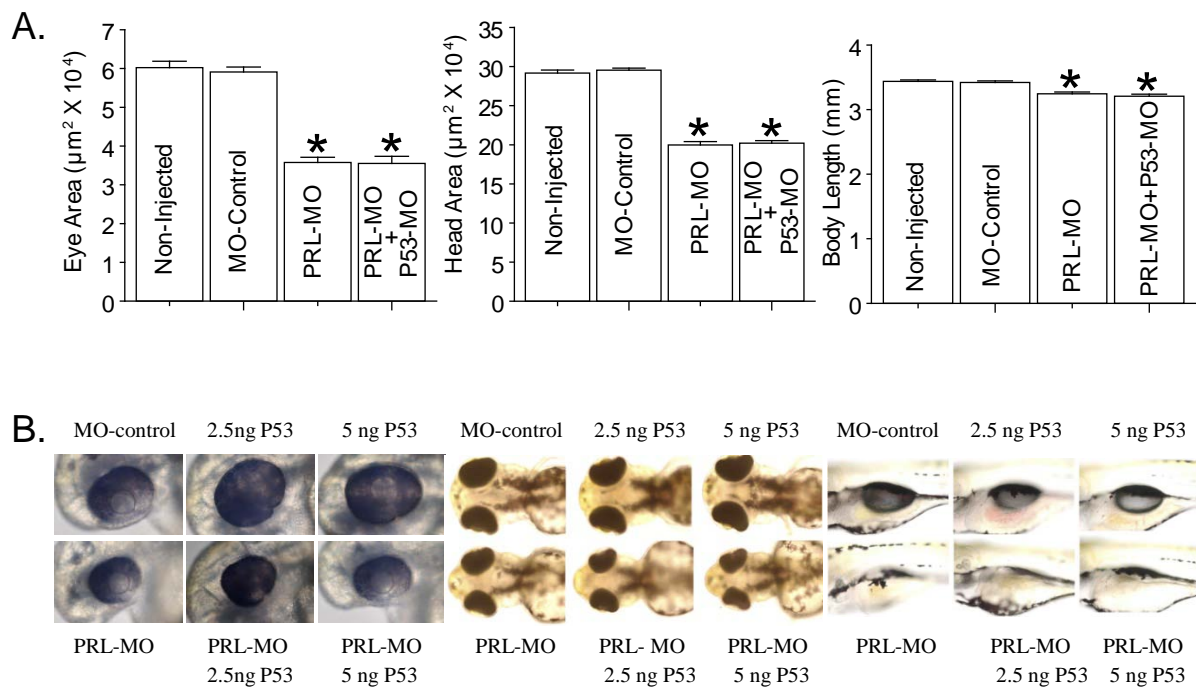 A.
Eye Area (µm² X 10⁴)
7
6
5
4
3
2
1
0
Non-Injected
MO-Control
*
PRL-MO
*
PRL-MO
+
P53-MO
Head Area (µm² X 10⁴)
35
30
25
20
15
10
5
0
Non-Injected
MO-Control
*
PRL-MO
*
PRL-MO
+
P53-MO
Body Length (mm)
4
3
2
1
0
Non-Injected
MO-Control
*
PRL-MO
*
PRL-MO+P53-MO
B.
MO-control 2.5ng P53 5 ng P53 MO-control 2.5 ng P53 5 ng P53 MO-control 2.5 ng P53 5 ng P53
PRL-MO PRL-MO PRL-MO PRL-MO PRL- MO PRL-MO PRL-MO PRL-MO PRL-MO
2.5ng P53 5 ng P53 2.5 ng P53 5 ng P53 2.5 ng P53 5 ng P53